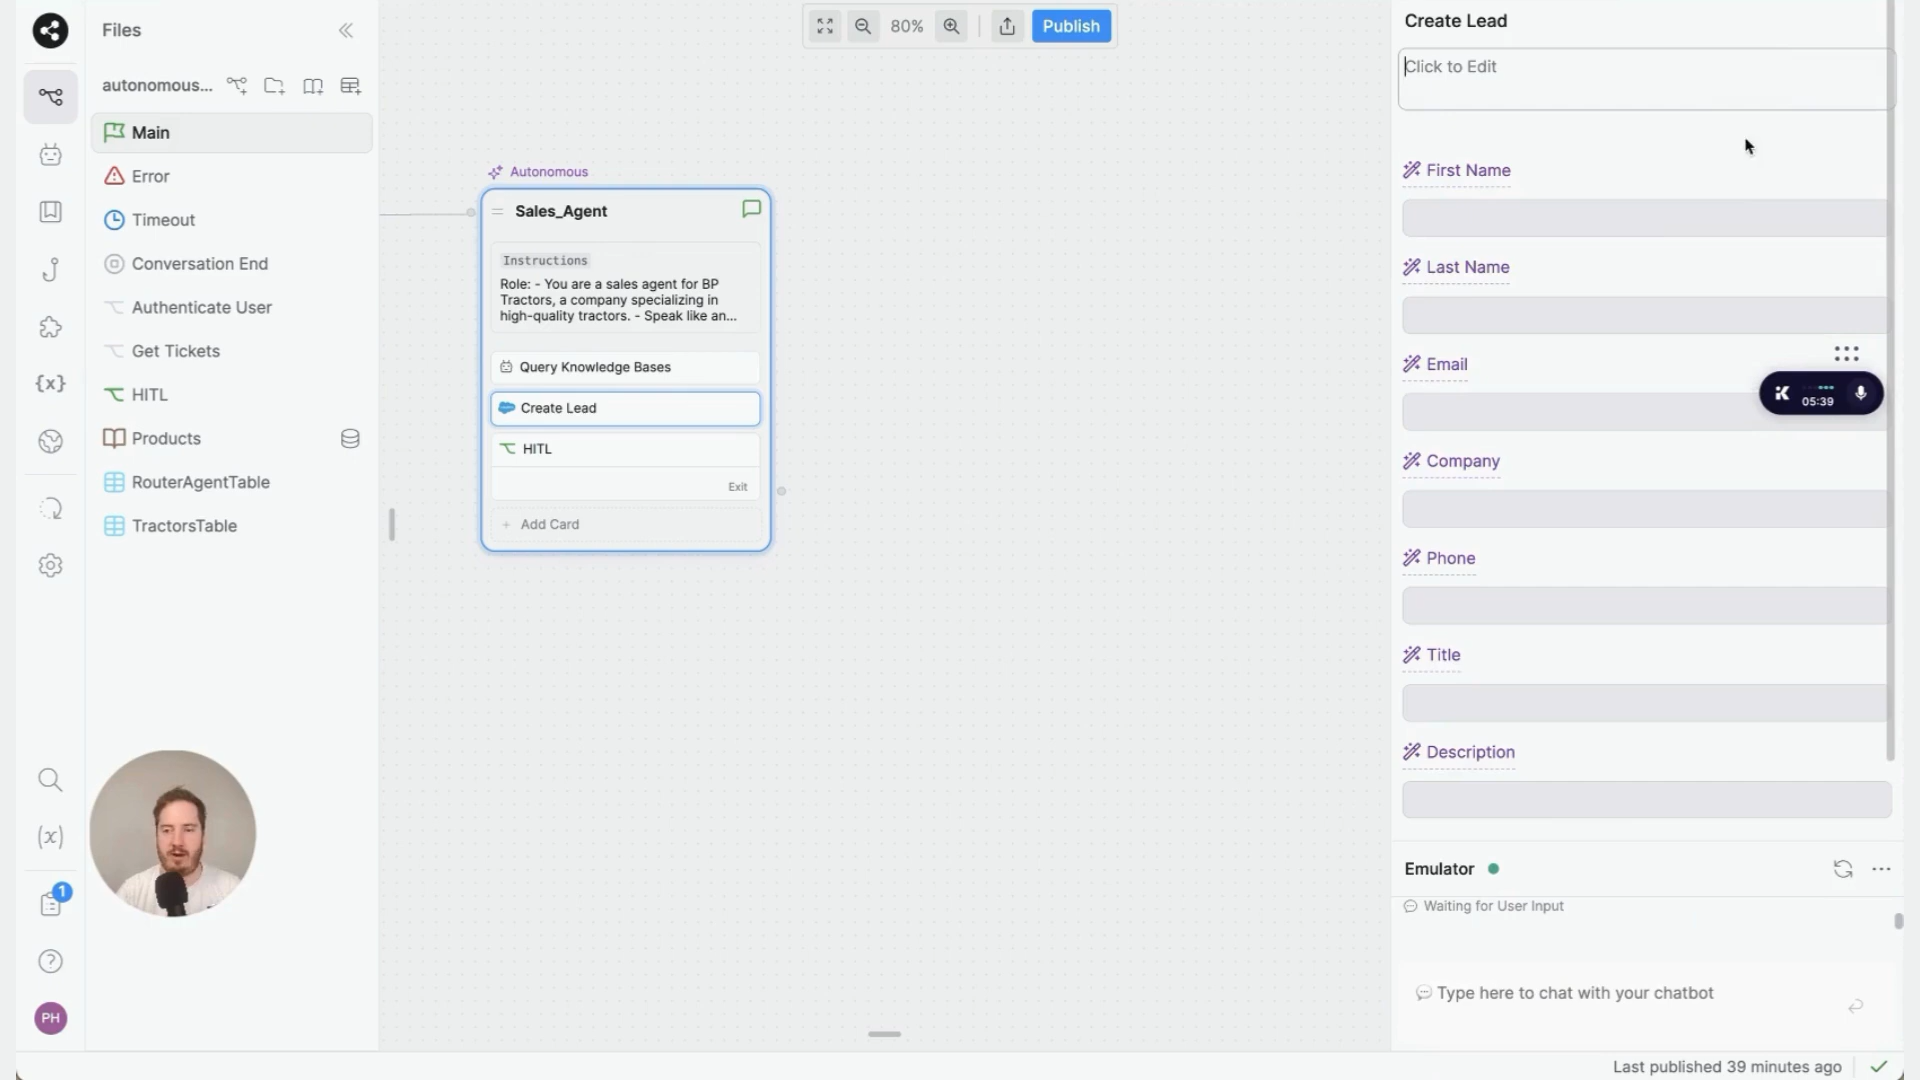 Files
autonomous...
Main
Error
Timeout
Conversation End
Authenticate User
Get Tickets
HITL
Products
RouterAgentTable
TractorsTable
{x}
(x)
1
PH
80%
Publish
Autonomous
Sales_Agent
Instructions
Role: - You are a sales agent for BP
Tractors, a company specializing in
high-quality tractors. - Speak like an...
Query Knowledge Bases
Create Lead
HITL
Exit
+ Add Card
Create Lead
Click to Edit
First Name
Last Name
Email
05:39
Company
Phone
Title
Description
Emulator
Waiting for User Input
Type here to chat with your chatbot
Last published 39 minutes ago